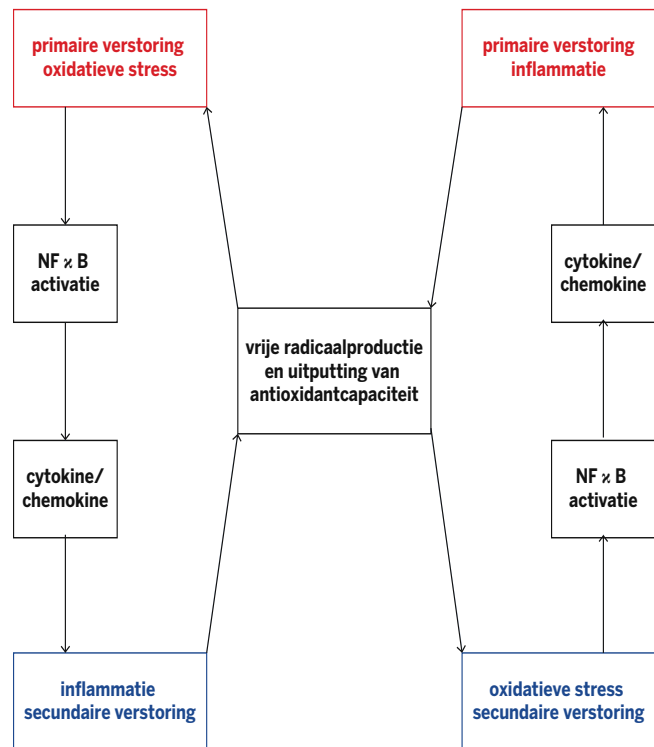 primaire verstoring
oxidatieve stress
primaire verstoring
inflammatie
NF ϰ B
activatie
cytokine/
chemokine
vrije radicaalproductie
en uitputting van
antioxidantcapaciteit
cytokine/
chemokine
NF ϰ B
activatie
inflammatie
secundaire verstoring
oxidatieve stress
secundaire verstoring